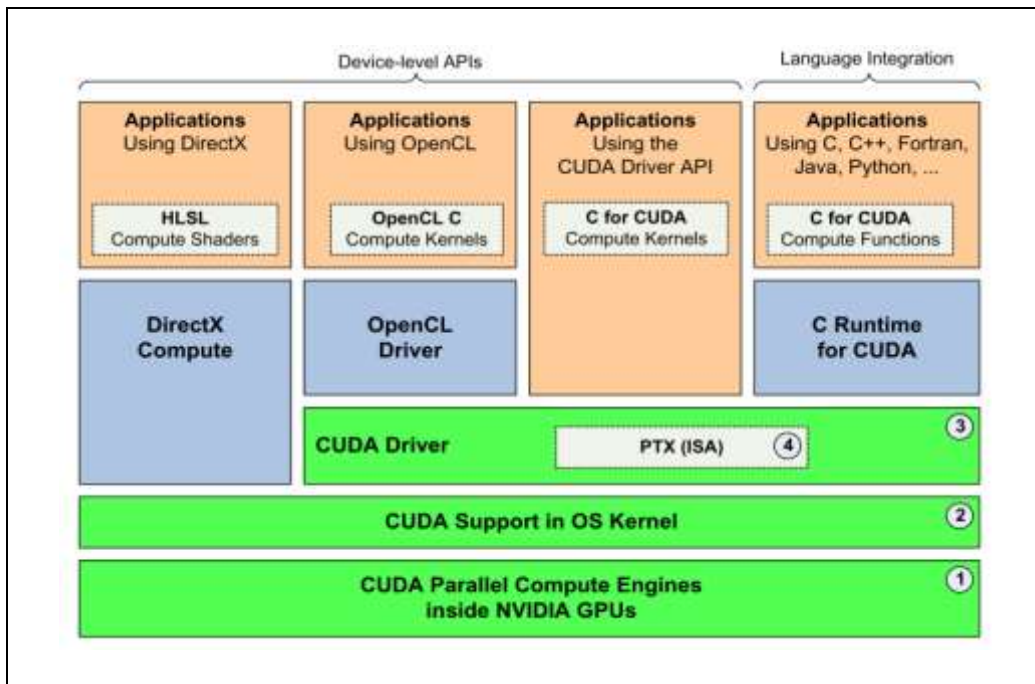 Device-level APIs
Language Integration
Applications
Using DirectX
HLSL
Compute Shaders
Applications
Using OpenCL
OpenCL C
Compute Kernels
Applications
Using the
CUDA Driver API
C for CUDA
Compute Kernels
Applications
Using C, C++, Fortran,
Java, Python, ...
C for CUDA
Compute Functions
DirectX
Compute
OpenCL
Driver
C Runtime
for CUDA
CUDA Driver
PTX (ISA)
4
3
CUDA Support in OS Kernel
2
CUDA Parallel Compute Engines
inside NVIDIA GPUs
1